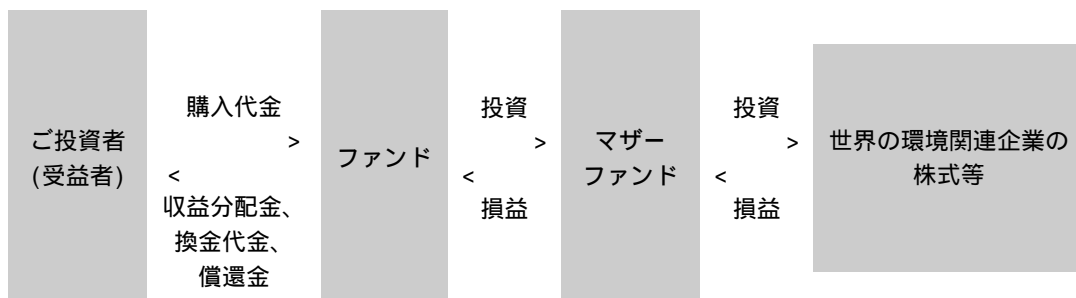 ご投資者
(受益者)
購入代金
>
<
収益分配金、
換金代金、
償還金
ファンド
投資
>
<
損益
マザー
ファンド
投資
>
<
損益
世界の環境関連企業の
株式等